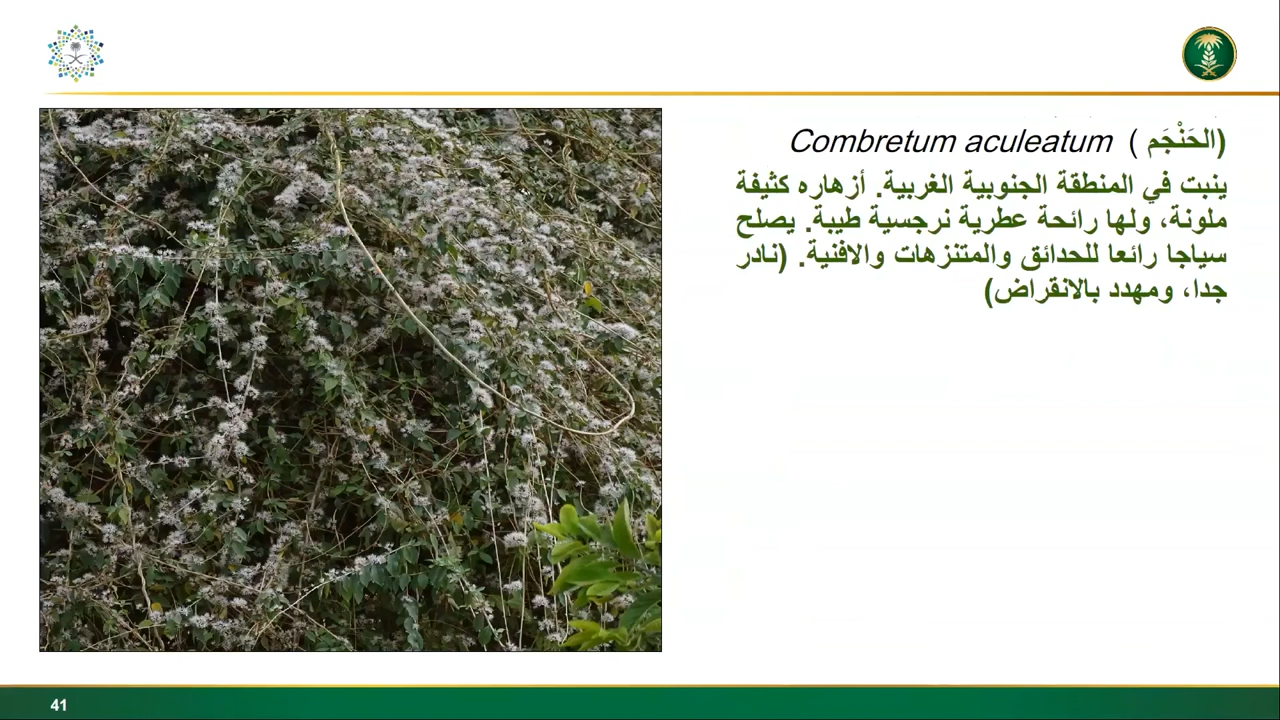 (الحَنْجَم ) Combretum aculeatum
ينبت في المنطقة الجنوبية الغربية. أزهاره كثيفة
ملونة، ولها رائحة عطرية نرجسية طيبة. يصلح
سياجا رائعا للحدائق والمتنزهات والافنية. (نادر
جدا، ومهدد بالانقراض)
41